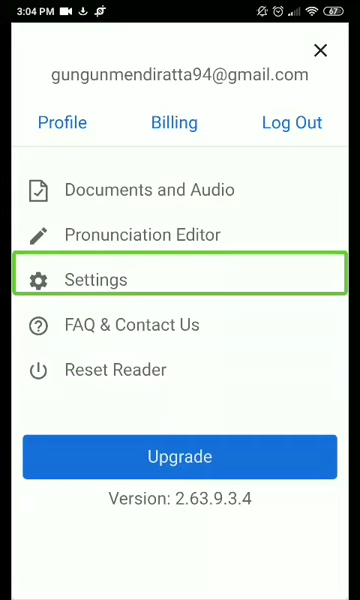 3:04 PM 67
gungunmendiratta94@gmail.com
Profile Billing Log Out
Documents and Audio
Pronunciation Editor
Settings
FAQ & Contact Us
Reset Reader
Upgrade
Version: 2.63.9.3.4